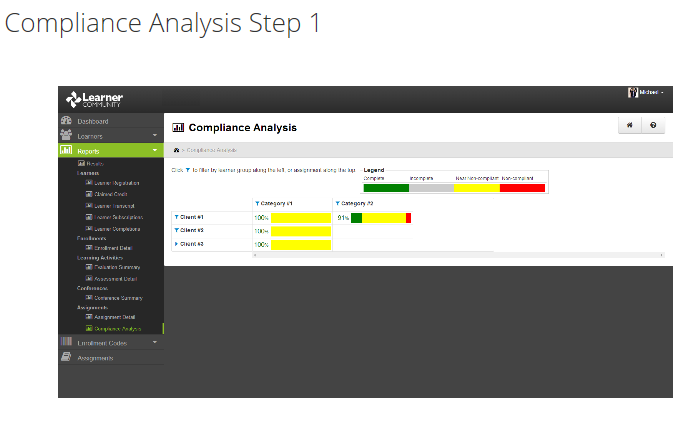 Compliance Analysis Step 1
Learner
COMMUNITY
Michael
Dashboard
Learners
Reports
Results
Learners
Learner Registration
Claimed Credit
Learner Transcript
Learner Subscriptions
Learner Completions
Enrollments
Enrollment Detail
Learning Activities
Evaluation Summary
Assessment Detail
Conferences
Conference Summary
Assignments
Assignment Detail
Compliance Analysis
Enrollment Codes
Assignments
Compliance Analysis
> Compliance Analysis
Click to filter by learner group along the left, or assignment along the top.
Legend
Complete Incomplete Near Non-compliant Non-compliant
Category #1 Category #2
Client #1 100% 91%
Client #2 100%
Client #3 100%